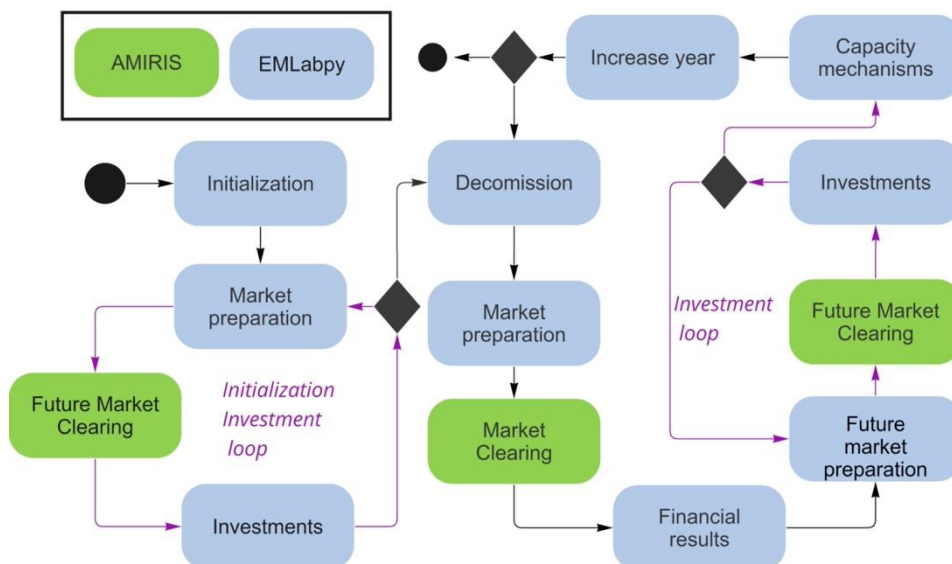 AMIRIS
EMLabpy
Increase year
Capacity
mechanisms
Initialization
Decomission
Investments
Market
preparation
Market
preparation
Investment
loop
Future Market
Clearing
Future Market
Clearing
Initialization
Investment
loop
Market
Clearing
Future
market
preparation
Investments
Financial
results